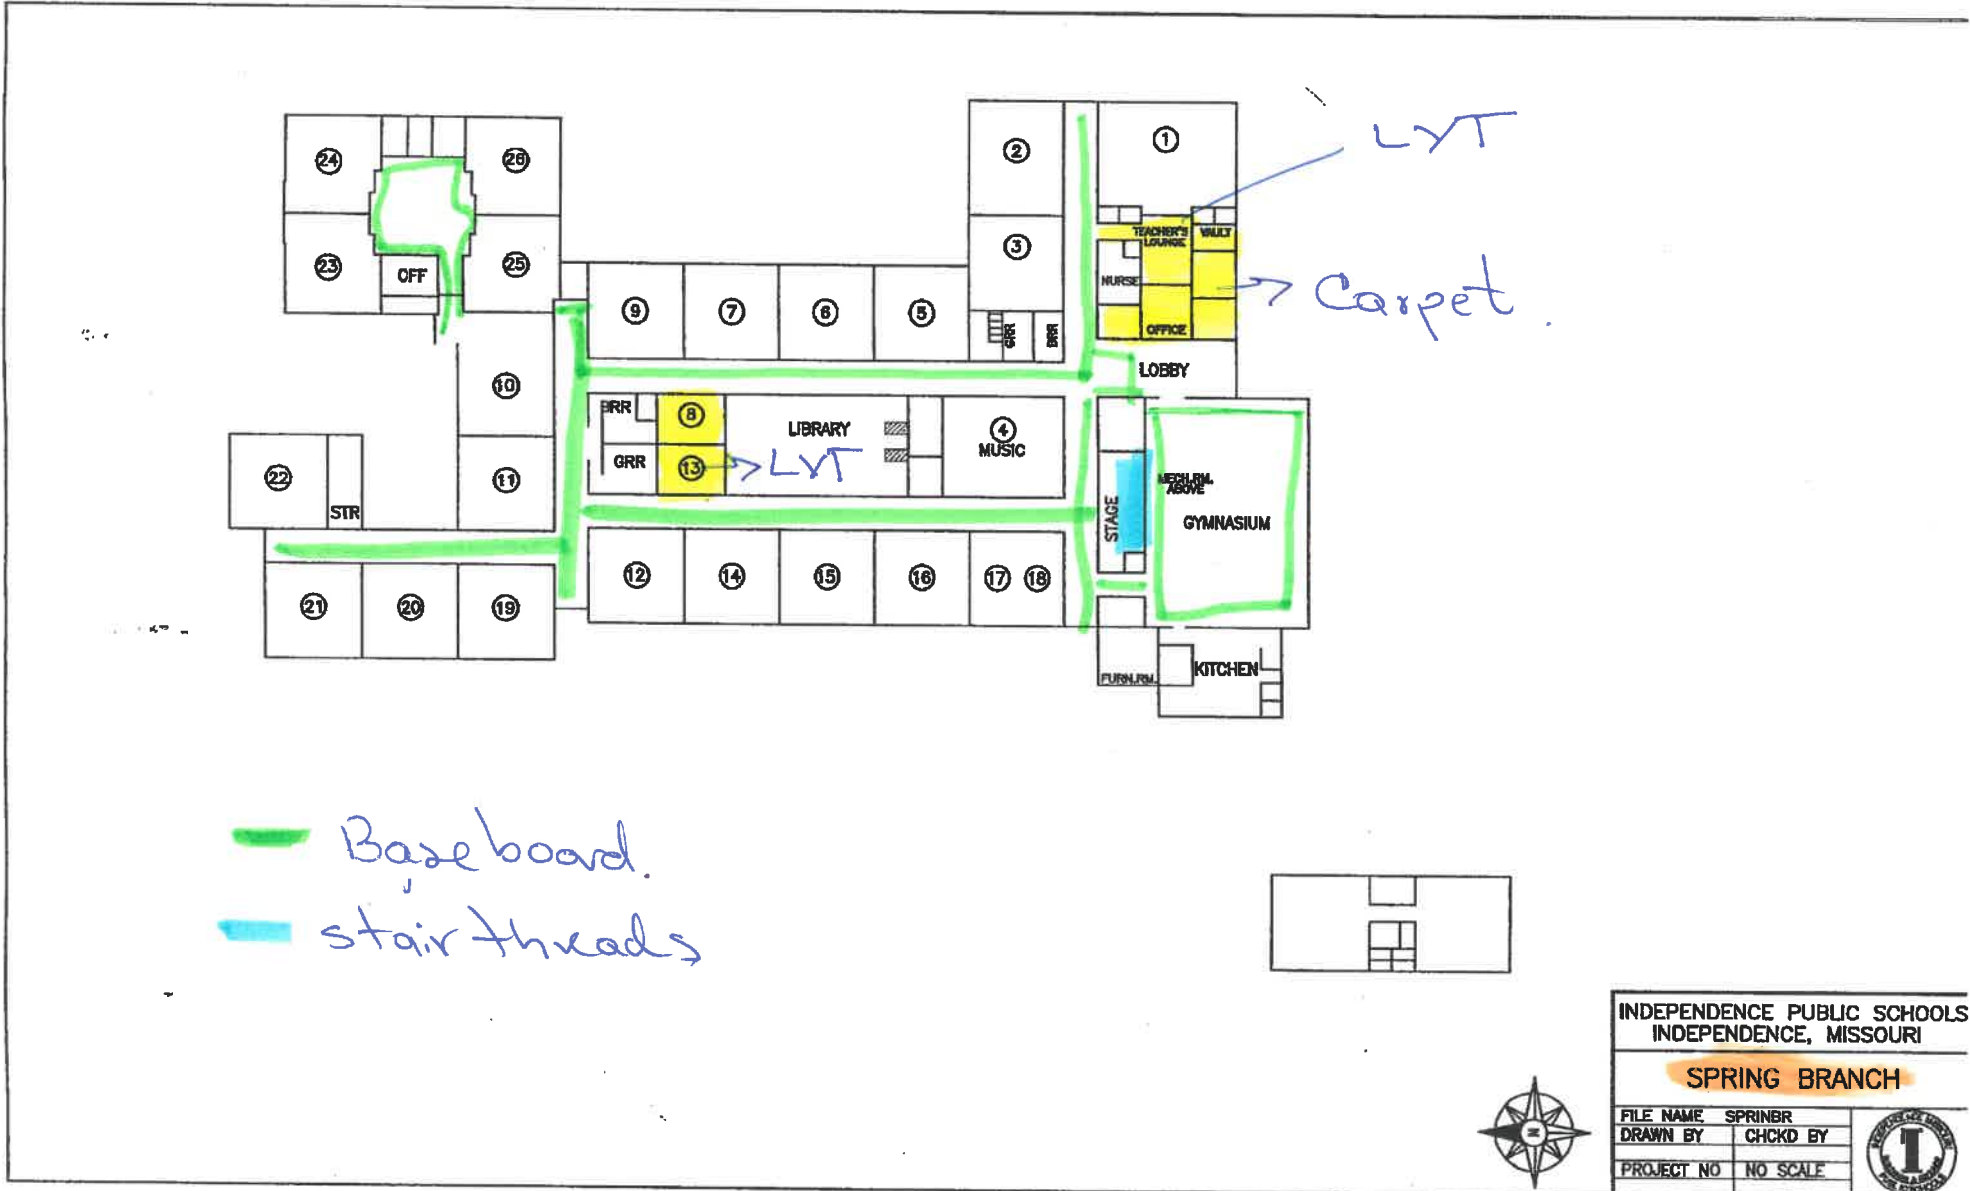 24
26
2
1
LVT
23
OFF
25
3
TEACHER'S
LOUNGE
VAULT
NURSE
Carpet.
9
7
6
5
GRR
BRR
OFFICE
LOBBY
10
BRR
8
LIBRARY
4
MUSIC
22
STR
11
GRR
13
LVT
STAGE
MECH.RM.
ABOVE
GYMNASIUM
12
14
15
16
17 18
21
20
19
FURN.RM.
KITCHEN
Baseboard.
stair threads
INDEPENDENCE PUBLIC SCHOOLS
INDEPENDENCE, MISSOURI
SPRING BRANCH
FILE NAME SPRINBR
DRAWN BY CHCKD BY
PROJECT NO NO SCALE
N
I